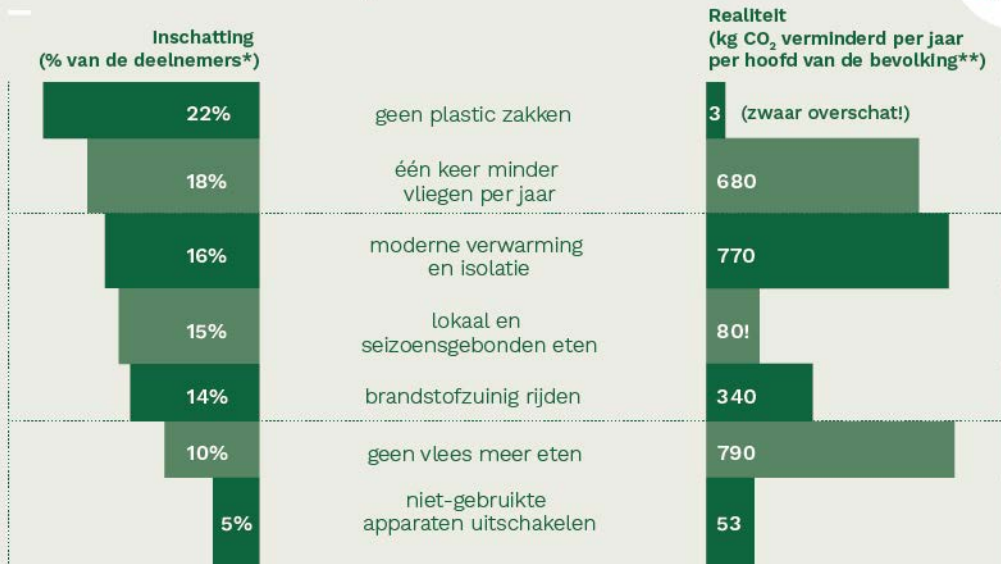 Inschatting
(% van de deelnemers*)
Realiteit
(kg CO₂ verminderd per jaar
per hoofd van de bevolking**)
22%
geen plastic zakken
3 (zwaar overschat!)
18%
één keer minder
vliegen per jaar
680
16%
moderne verwarming
en isolatie
770
15%
lokaal en
seizoensgebonden eten
80!
14%
brandstofzuinig rijden
340
10%
geen vlees meer eten
790
5%
niet-gebruikte
apparaten uitschakelen
53